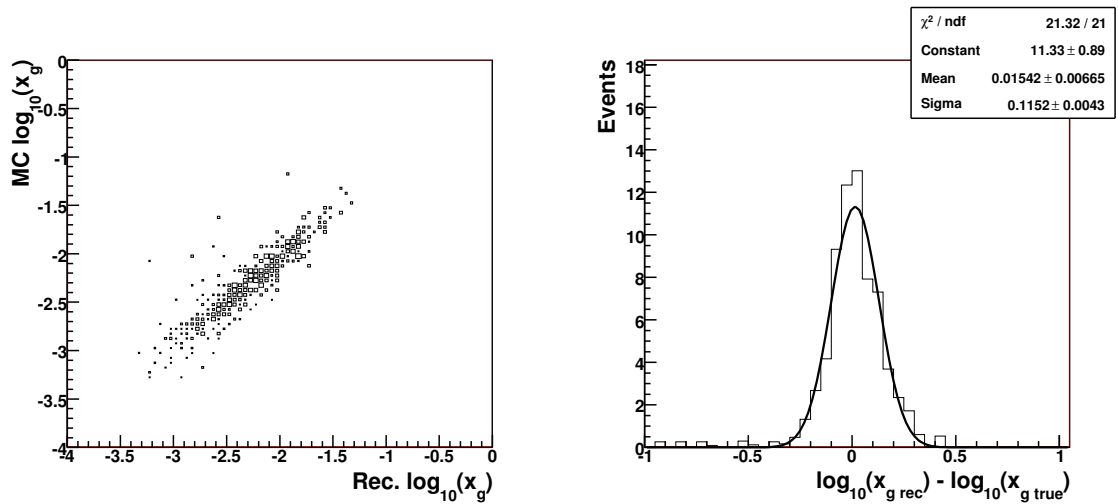 MC log10(xg)
0
-0.5
-1
-1.5
-2
-2.5
-3
-3.5
-4
-4 -3.5 -3 -2.5 -2 -1.5 -1 -0.5 0
Rec. log10(xg)
χ2 / ndf 21.32 / 21
Constant 11.33 ± 0.89
Mean 0.01542 ± 0.00665
Sigma 0.1152 ± 0.0043
Events
18
16
14
12
10
8
6
4
2
0
-1 -0.5 0 0.5 1
log10(xg rec) - log10(xg true)